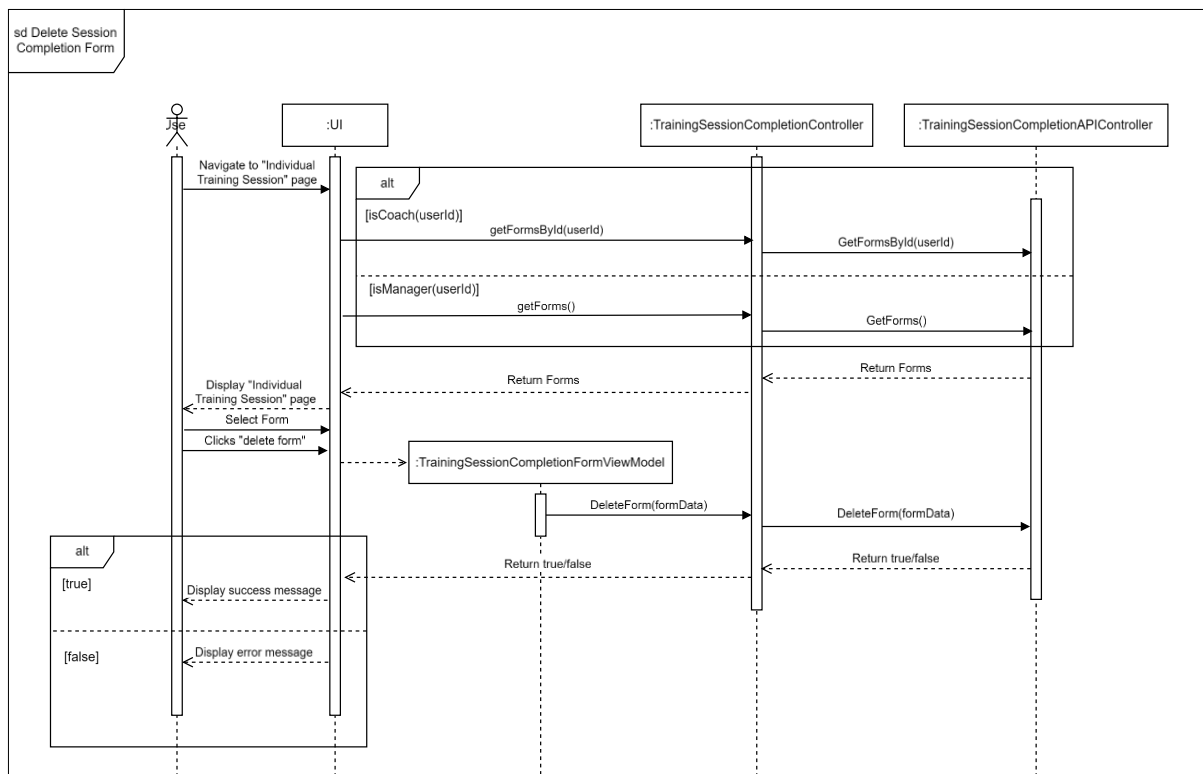 sd Delete Session
Completion Form
:UI
:TrainingSessionCompletionController
:TrainingSessionCompletionAPIController
Navigate to "Individual
Training Session" page
alt
[isCoach(userId)]
getFormsById(userId)
GetFormsById(userId)
[isManager(userId)]
getForms()
GetForms()
Return Forms
Return Forms
Display "Individual
Training Session" page
Select Form
Clicks "delete form"
:TrainingSessionCompletionFormViewModel
DeleteForm(formData)
DeleteForm(formData)
alt
Return true/false
Return true/false
[true]
Display success message
[false]
Display error message